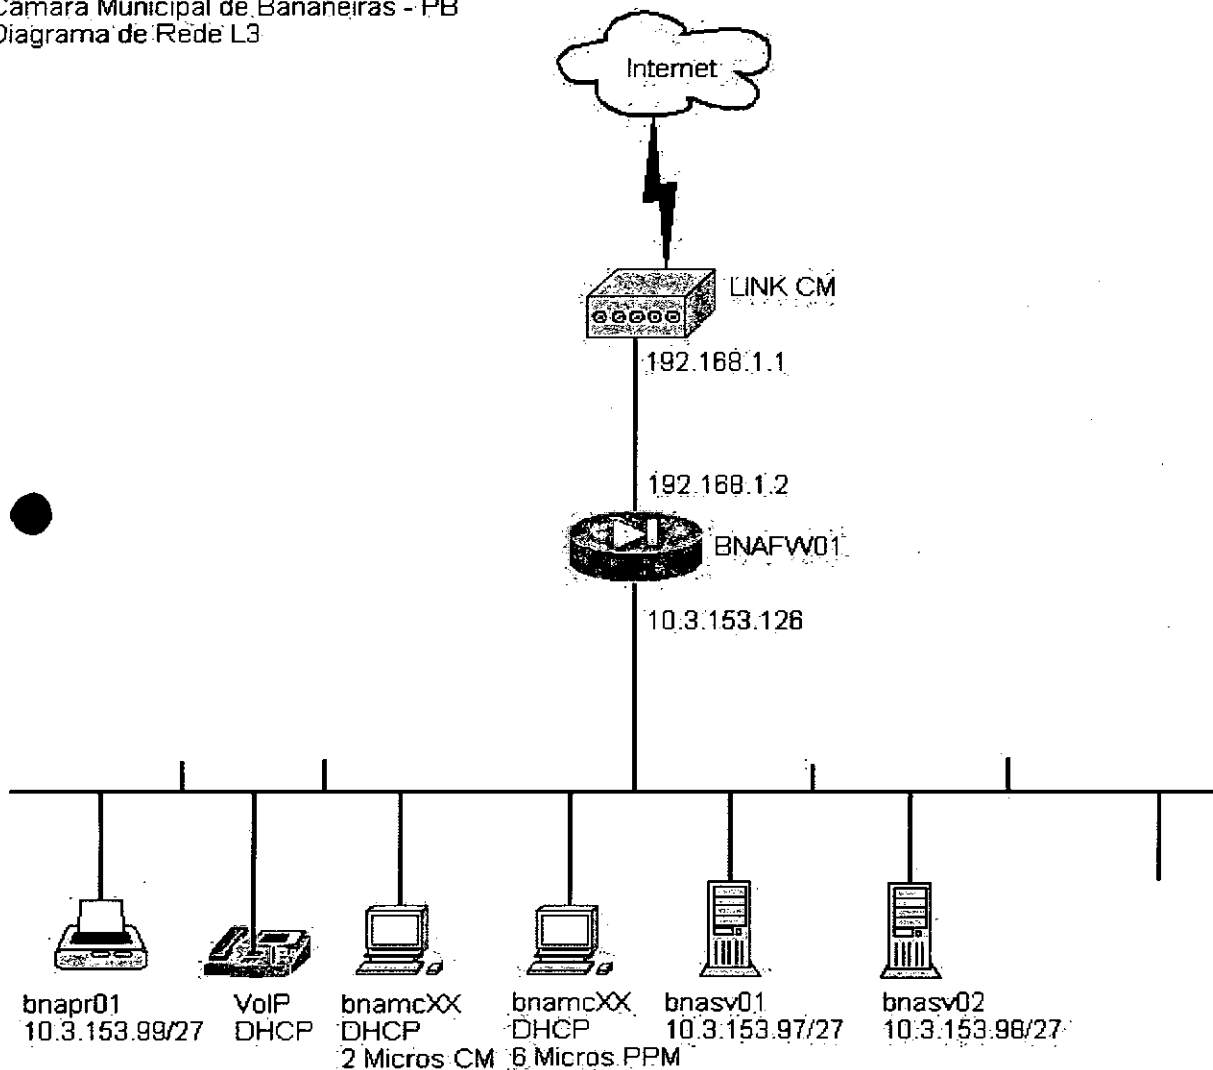 Câmara Municipal de Bananeiras - PB
Diagrama de Rede L3
Internet
LINK CM
192.168.1.1
192.168.1.2
BNAFW01
10.3.153.126
bnapr01
10.3.153.99/27
VoIP
DHCP
bnamcXX
DHCP
2 Micros CM
bnamcXX
DHCP
6 Micros PPM
bnasv01
10.3.153.97/27
bnasv02
10.3.153.98/27